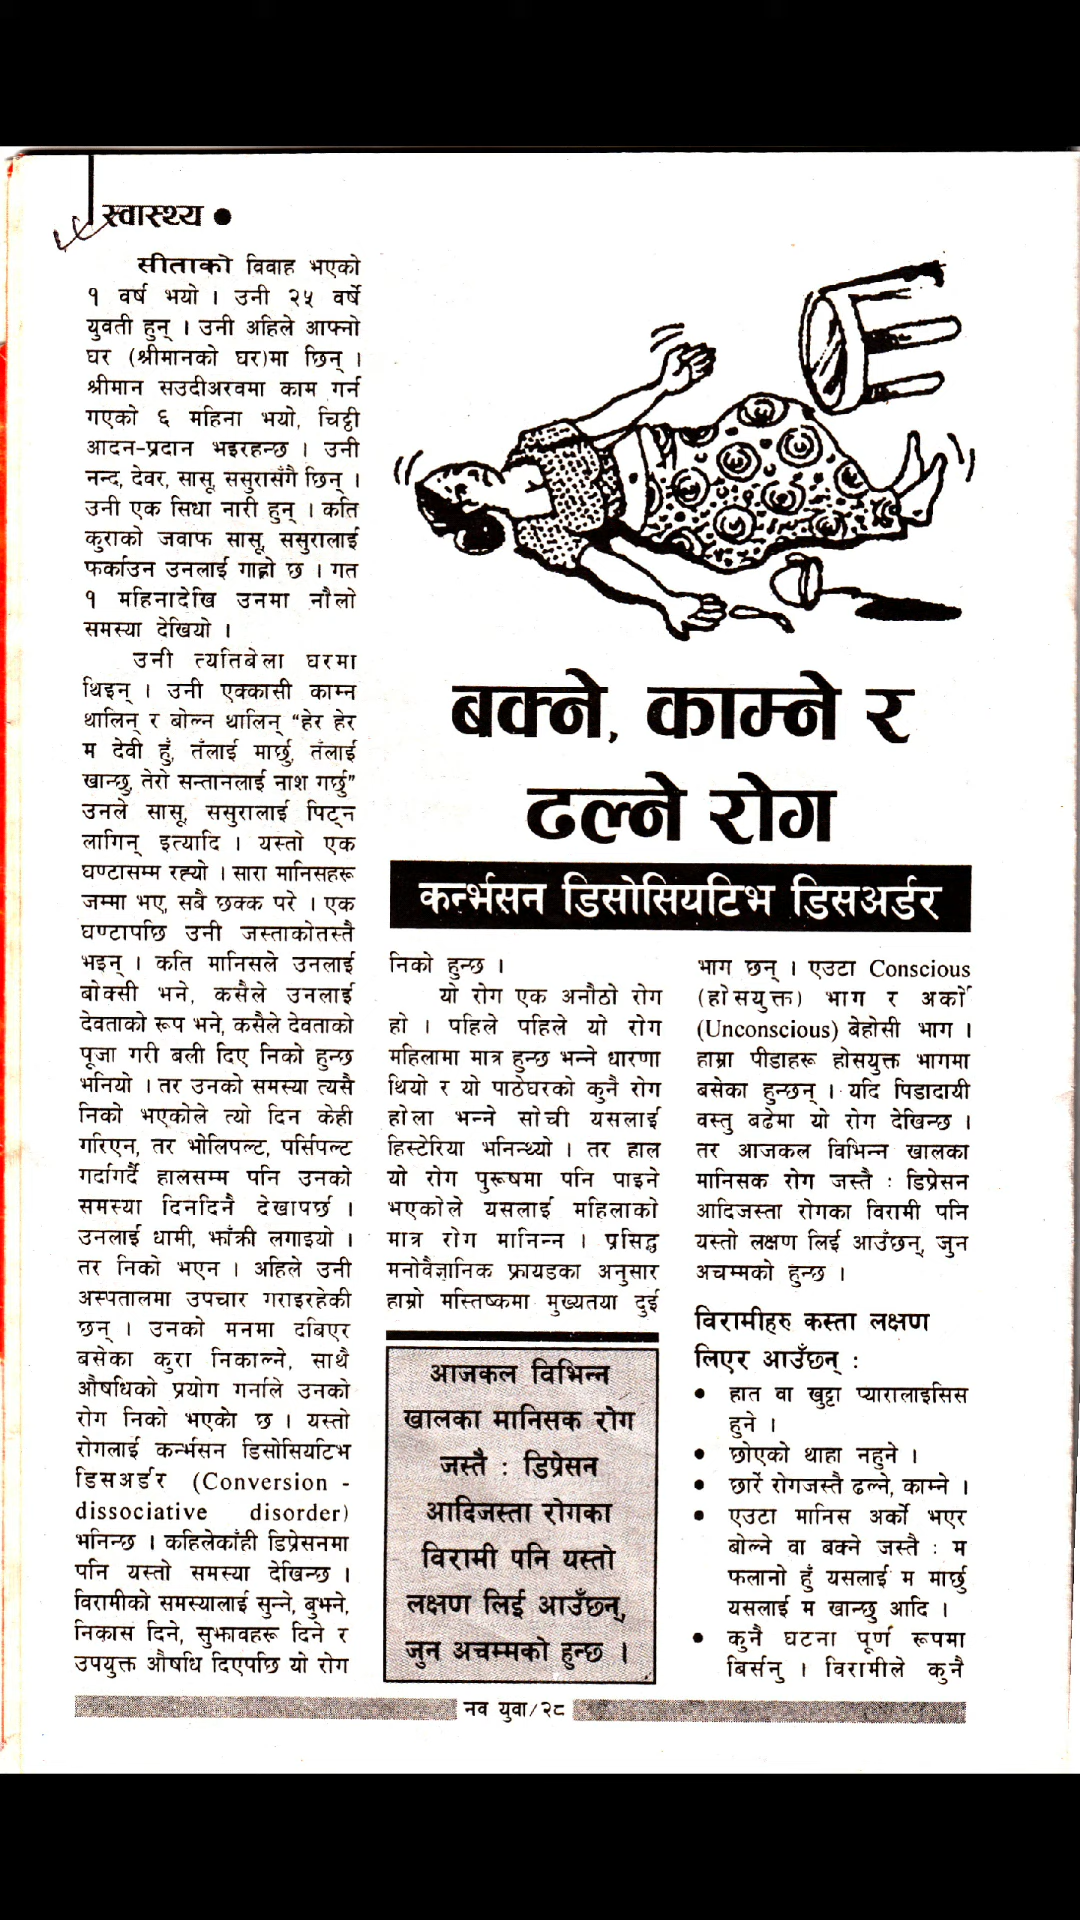 स्वास्थ्य ●
सीताको विवाह भएको
१ वर्ष भयो । उनी २५ वर्षे
युवती हुन् । उनी अहिले आफ्नो
घर (श्रीमानको घर)मा छिन् ।
श्रीमान सउदीअरवमा काम गर्न
गएको ६ महिना भयो, चिट्ठी
आदन-प्रदान भइरहन्छ । उनी
नन्द, देवर, सासू, ससुरासँगै छिन् ।
उनी एक सिधा नारी हुन् । कति
कुराको जवाफ सासू, ससुरालाई
फर्काउन उनलाई गाह्रो छ । गत
१ महिनादेखि उनमा नौलो
समस्या देखियो ।
उनी त्यतिबेला घरमा
थिइन् । उनी एक्कासी काम्न
थालिन् र बोल्न थालिन् “हेर हेर
म देवी हुँ, तँलाई मार्छु, तँलाई
खान्छु, तेरो सन्तानलाई नाश गर्छु”
उनले सासू, ससुरालाई पिट्न
लागिन् इत्यादि । यस्तो एक
घण्टासम्म रह्यो । सारा मानिसहरू
जम्मा भए, सबै छक्क परे । एक
घण्टापछि उनी जस्ताकोतस्तै
भइन् । कति मानिसले उनलाई
बोक्सी भने, कसैले उनलाई
देवताको रूप भने, कसैले देवताको
पूजा गरी बली दिए निको हुन्छ
भनियो । तर उनको समस्या त्यसै
निको भएकोले त्यो दिन केही
गरिएन, तर भोलिपल्ट, पर्सिपल्ट
गर्दागर्दै हालसम्म पनि उनको
समस्या दिनदिनै देखापर्छ ।
उनलाई धामी, झाँक्री लगाइयो ।
तर निको भएन । अहिले उनी
अस्पतालमा उपचार गराइरहेकी
छन् । उनको मनमा दबिएर
बसेका कुरा निकाल्ने, साथै
औषधिको प्रयोग गर्नाले उनको
रोग निको भएको छ । यस्तो
रोगलाई कर्न्भसन डिसोसियटिभ
डिसअर्डर (Conversion -
dissociative disorder)
भनिन्छ । कहिलेकाँही डिप्रेसनमा
पनि यस्तो समस्या देखिन्छ ।
विरामीको समस्यालाई सुन्ने, बुझ्ने,
निकास दिने, सुझावहरू दिने र
उपयुक्त औषधि दिएपछि यो रोग
बक्ने, काम्ने र
ढल्ने रोग
कर्न्भसन डिसोसियटिभ डिसअर्डर
निको हुन्छ ।
यो रोग एक अनौठो रोग
हो । पहिले पहिले यो रोग
महिलामा मात्र हुन्छ भन्ने धारणा
थियो र यो पाठेघरको कुनै रोग
होला भन्ने सोची यसलाई
हिस्टेरिया भनिन्थ्यो । तर हाल
यो रोग पुरूषमा पनि पाइने
भएकोले यसलाई महिलाको
मात्र रोग मानिन्न । प्रसिद्ध
मनोवैज्ञानिक फ्रायडका अनुसार
हाम्रो मस्तिष्कमा मुख्यतया दुई
आजकल विभिन्न
खालका मानिसक रोग
जस्तै : डिप्रेसन
आदिजस्ता रोगका
विरामी पनि यस्तो
लक्षण लिई आउँछन्,
जुन अचम्मको हुन्छ ।
भाग छन् । एउटा Conscious
(होसयुक्त) भाग र अर्को
(Unconscious) बेहोसी भाग ।
हाम्रा पीडाहरू होसयुक्त भागमा
बसेका हुन्छन् । यदि पिडादायी
वस्तु बढेमा यो रोग देखिन्छ ।
तर आजकल विभिन्न खालका
मानिसक रोग जस्तै : डिप्रेसन
आदिजस्ता रोगका विरामी पनि
यस्तो लक्षण लिई आउँछन्, जुन
अचम्मको हुन्छ ।
विरामीहरु कस्ता लक्षण
लिएर आउँछन् :
● हात वा खुट्टा प्यारालाइसिस
हुने ।
● छोएको थाहा नहुने ।
● छारें रोगजस्तै ढल्ने, काम्ने ।
● एउटा मानिस अर्को भएर
बोल्ने वा बक्ने जस्तै : म
फलानो हुँ यसलाई म मार्छु
यसलाई म खान्छु आदि ।
● कुनै घटना पूर्ण रूपमा
बिर्सनु । विरामीले कुनै
नव युवा/२८